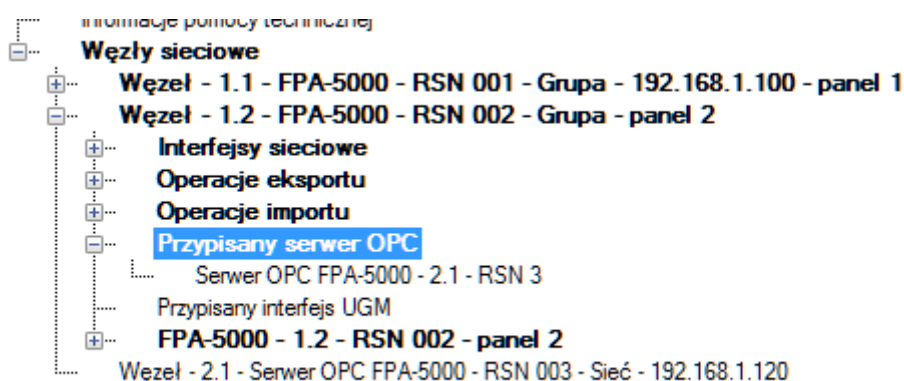 Informacje pomocy technicznej
Węzły sieciowe
Węzeł - 1.1 - FPA-5000 - RSN 001 - Grupa - 192.168.1.100 - panel 1
Węzeł - 1.2 - FPA-5000 - RSN 002 - Grupa - panel 2
Interfejsy sieciowe
Operacje eksportu
Operacje importu
Przypisany serwer OPC
Serwer OPC FPA-5000 - 2.1 - RSN 3
Przypisany interfejs UGM
FPA-5000 - 1.2 - RSN 002 - panel 2
Węzeł - 2.1 - Serwer OPC FPA-5000 - RSN 003 - Sieć - 192.168.1.120